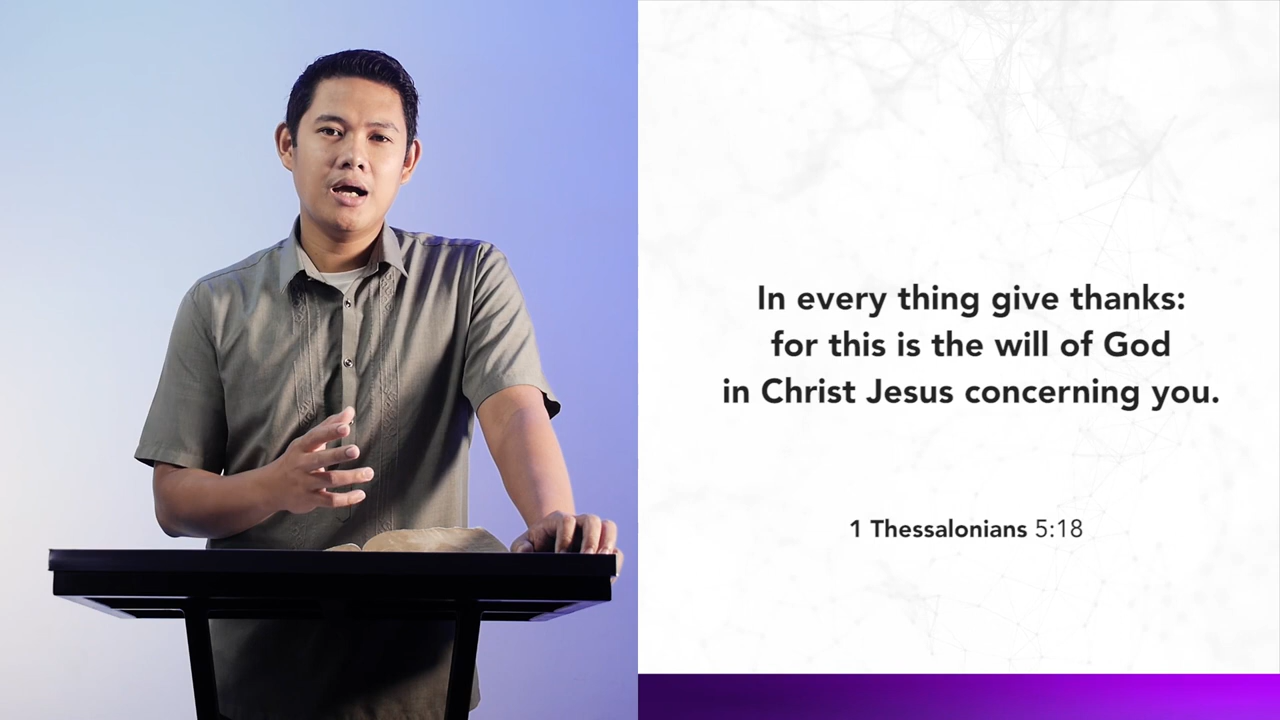 In every thing give thanks:
for this is the will of God
in Christ Jesus concerning you.
1 Thessalonians 5:18